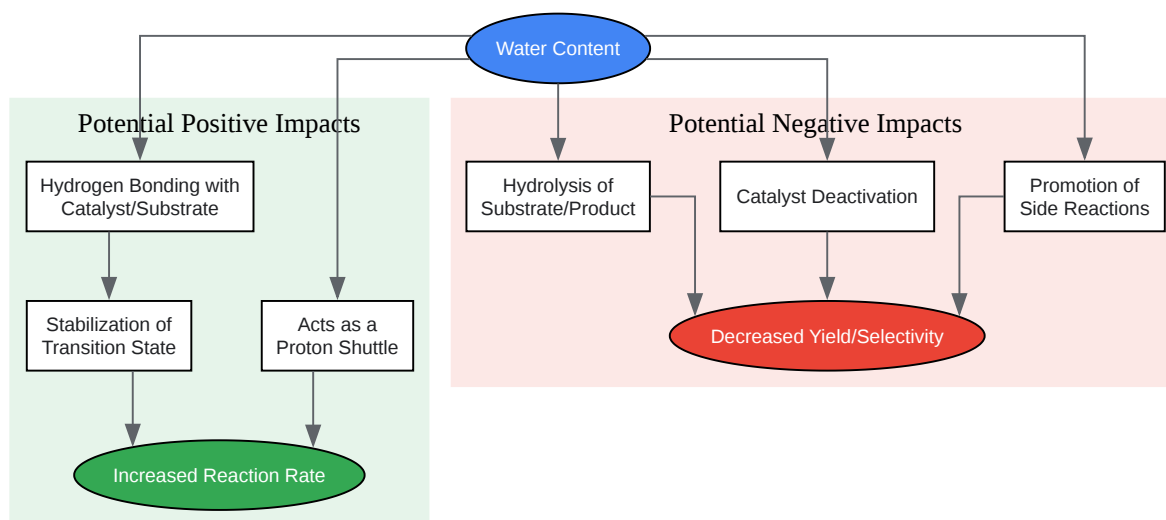 Water Content
Potential Positive Impacts
Potential Negative Impacts
Hydrogen Bonding with
Catalyst/Substrate
Hydrolysis of
Substrate/Product
Catalyst Deactivation
Promotion of
Side Reactions
Stabilization of
Transition State
Acts as a
Proton Shuttle
Decreased Yield/Selectivity
Increased Reaction Rate